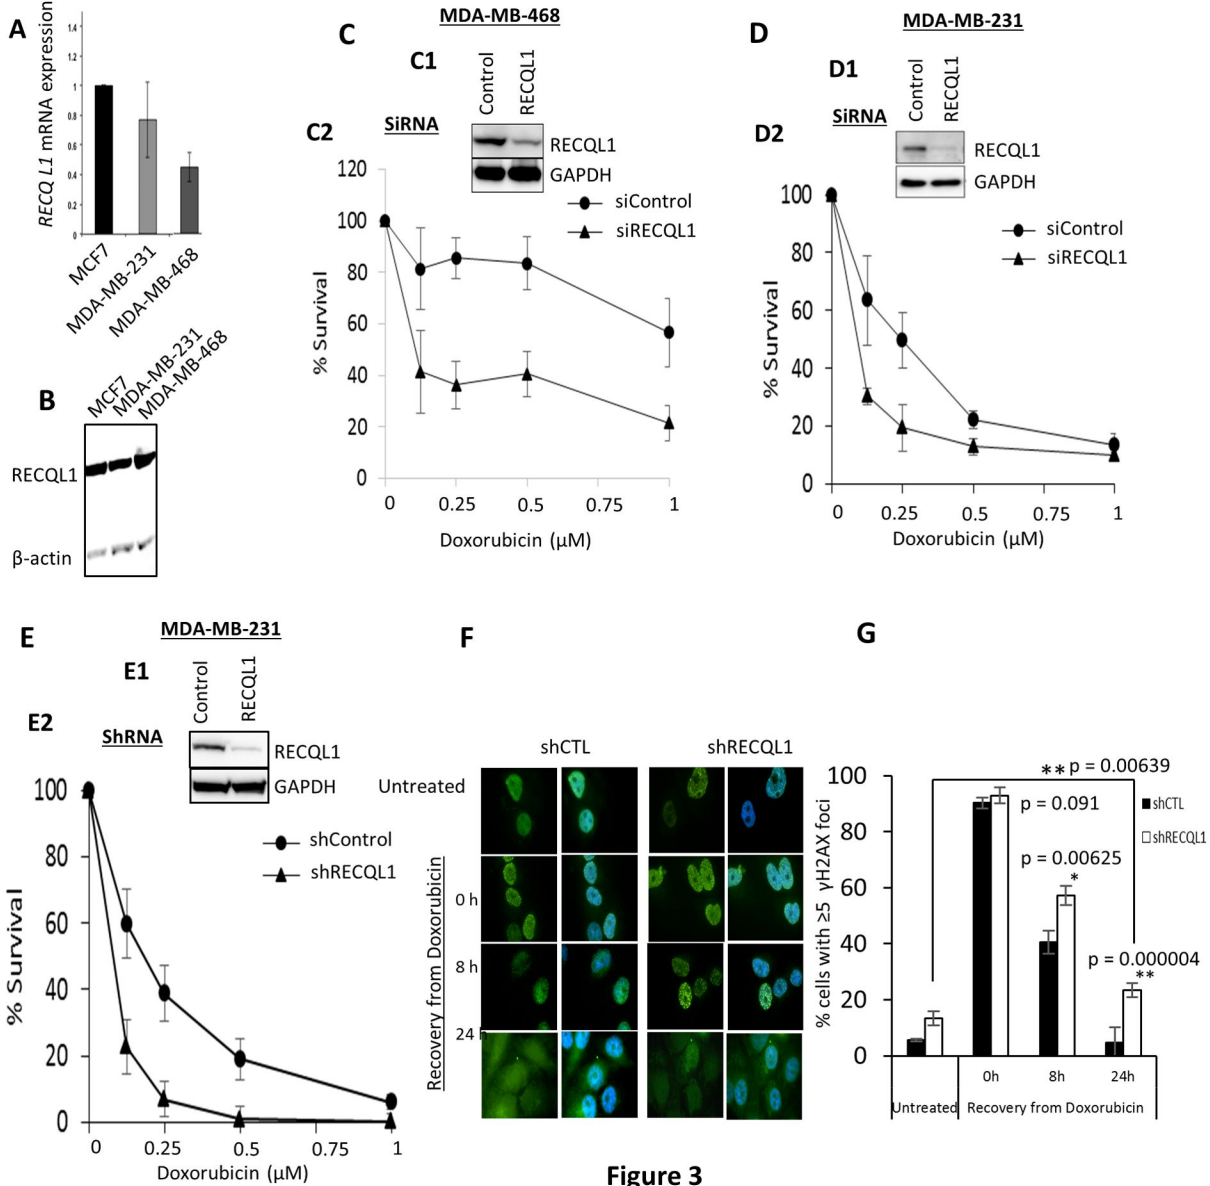 A
RECQ L1 mRNA expression
1.4
1.2
1
0.8
0.6
0.4
0.2
0
MCF7
MDA-MB-231
MDA-MB-468
B
MCF7
MDA-MB-231
MDA-MB-468
RECQL1
β-actin
MDA-MB-468
C
C1
Control
RECQL1
C2
SiRNA
RECQL1
GAPDH
siControl
siRECQL1
% Survival
120
100
80
60
40
20
0
0 0.25 0.5 0.75 1
Doxorubicin (µM)
MDA-MB-231
D
D1
Control
RECQL1
D2
SiRNA
RECQL1
GAPDH
siControl
siRECQL1
% Survival
100
80
60
40
20
0
0 0.25 0.5 0.75 1
Doxorubicin (µM)
E
MDA-MB-231
E1
Control
RECQL1
E2
ShRNA
RECQL1
GAPDH
shControl
shRECQL1
% Survival
100
80
60
40
20
0
0 0.25 0.5 0.75 1
Doxorubicin (µM)
F
shCTL shRECQL1
Untreated
Recovery from Doxorubicin
0 h
8 h
24 h
G
% cells with ≥5 γH2AX foci
100
80
60
40
20
0
** p = 0.00639
p = 0.091
p = 0.00625
*
p = 0.000004
**
shCTL
shRECQL1
0h 8h 24h
Untreated Recovery from Doxorubicin
Figure 3